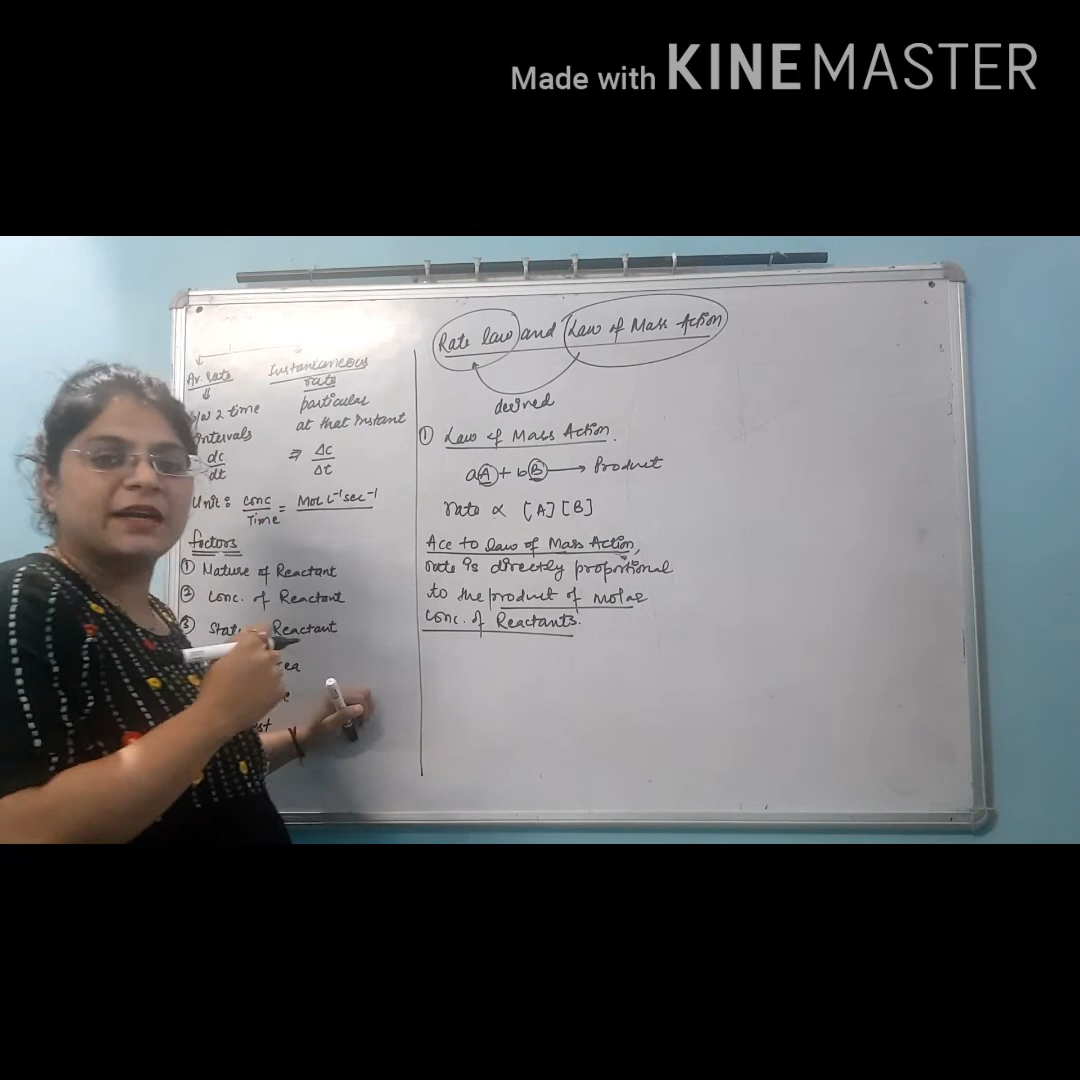 Made with KINEMASTER
Rate law and Law of Mass Action
derived
Av. rate
Instantaneous
rate
b/w 2 time
intervals
particular
at that instant
dc
dt
⇒ Δc
Δt
Unit: conc
Time
= Mol L⁻¹ sec⁻¹
factors
① Nature of Reactant
② Conc. of Reactant
③ Reactant
① Law of Mass Action.
aA + bB → Product
rate ∝ [A] [B]
Acc to law of Mass Action,
rate is directly proportional
to the product of molar
conc. of Reactants.